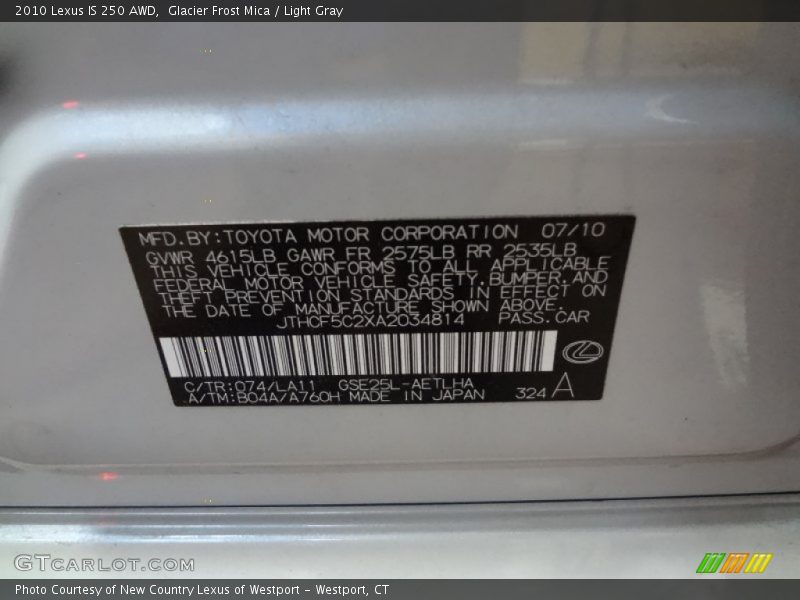 2010 Lexus IS 250 AWD,  Glacier Frost Mica / Light Gray
MFD.BY:TOYOTA MOTOR CORPORATION 07/10
GVWR 4615LB GAWR FR 2575LB RR 2535LB
THIS VEHICLE CONFORMS TO ALL APPLICABLE
FEDERAL MOTOR VEHICLE SAFETY,BUMPER,AND
THEFT PREVENTION STANDARDS IN EFFECT ON
THE DATE OF MANUFACTURE SHOWN ABOVE.
JTHCF5C2XA2034814 PASS.CAR
C/TR:074/LA11 GSE25L-AETLHA
A/TM:B04A/A760H MADE IN JAPAN 324 A
GTCARLOT.COM
Photo Courtesy of New Country Lexus of Westport - Westport, CT